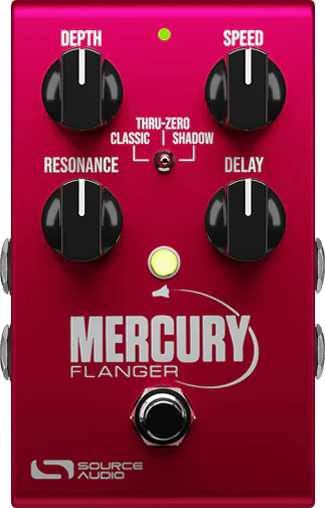 DEPTH
SPEED
THRU-ZERO
CLASSIC
SHADOW
RESONANCE
DELAY
MERCURY
FLANGER
SOURCE
AUDIO